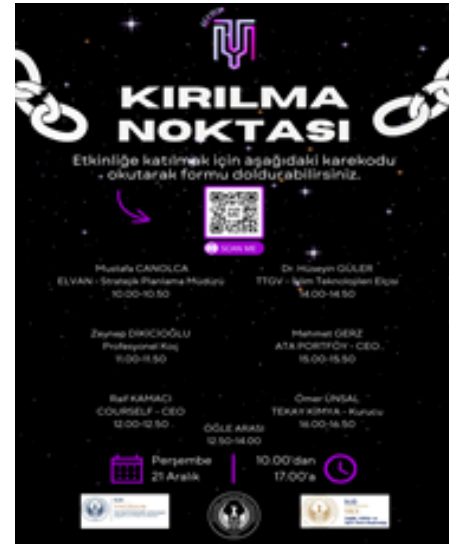 KIRILMA
NOKTASI
Etkinliğe katılmak için aşağıdaki karekodu
okutarak formu doldurabilirsiniz.
SCAN ME
Mustafa CANOLCA
ELVAN - Stratejik Planlama Müdürü
10.00-10.50
Dr. Hüseyin GÜLER
TTGV - İklim Teknolojileri Elçisi
14.00-14.50
Zeynep DİKİCİOĞLU
Profesyonel Koç
11.00-11.50
Mehmet GERZ
ATA PORTFÖY - CEO
15.00-15.50
Raif KAMACI
COURSELF - CEO
12.00-12.50
Ömer ÜNSAL
TEKAY KİMYA - Kurucu
16.00-16.50
ÖĞLE ARASI
12.50-14.00
Perşembe
21 Aralık
10.00'dan
17.00'a